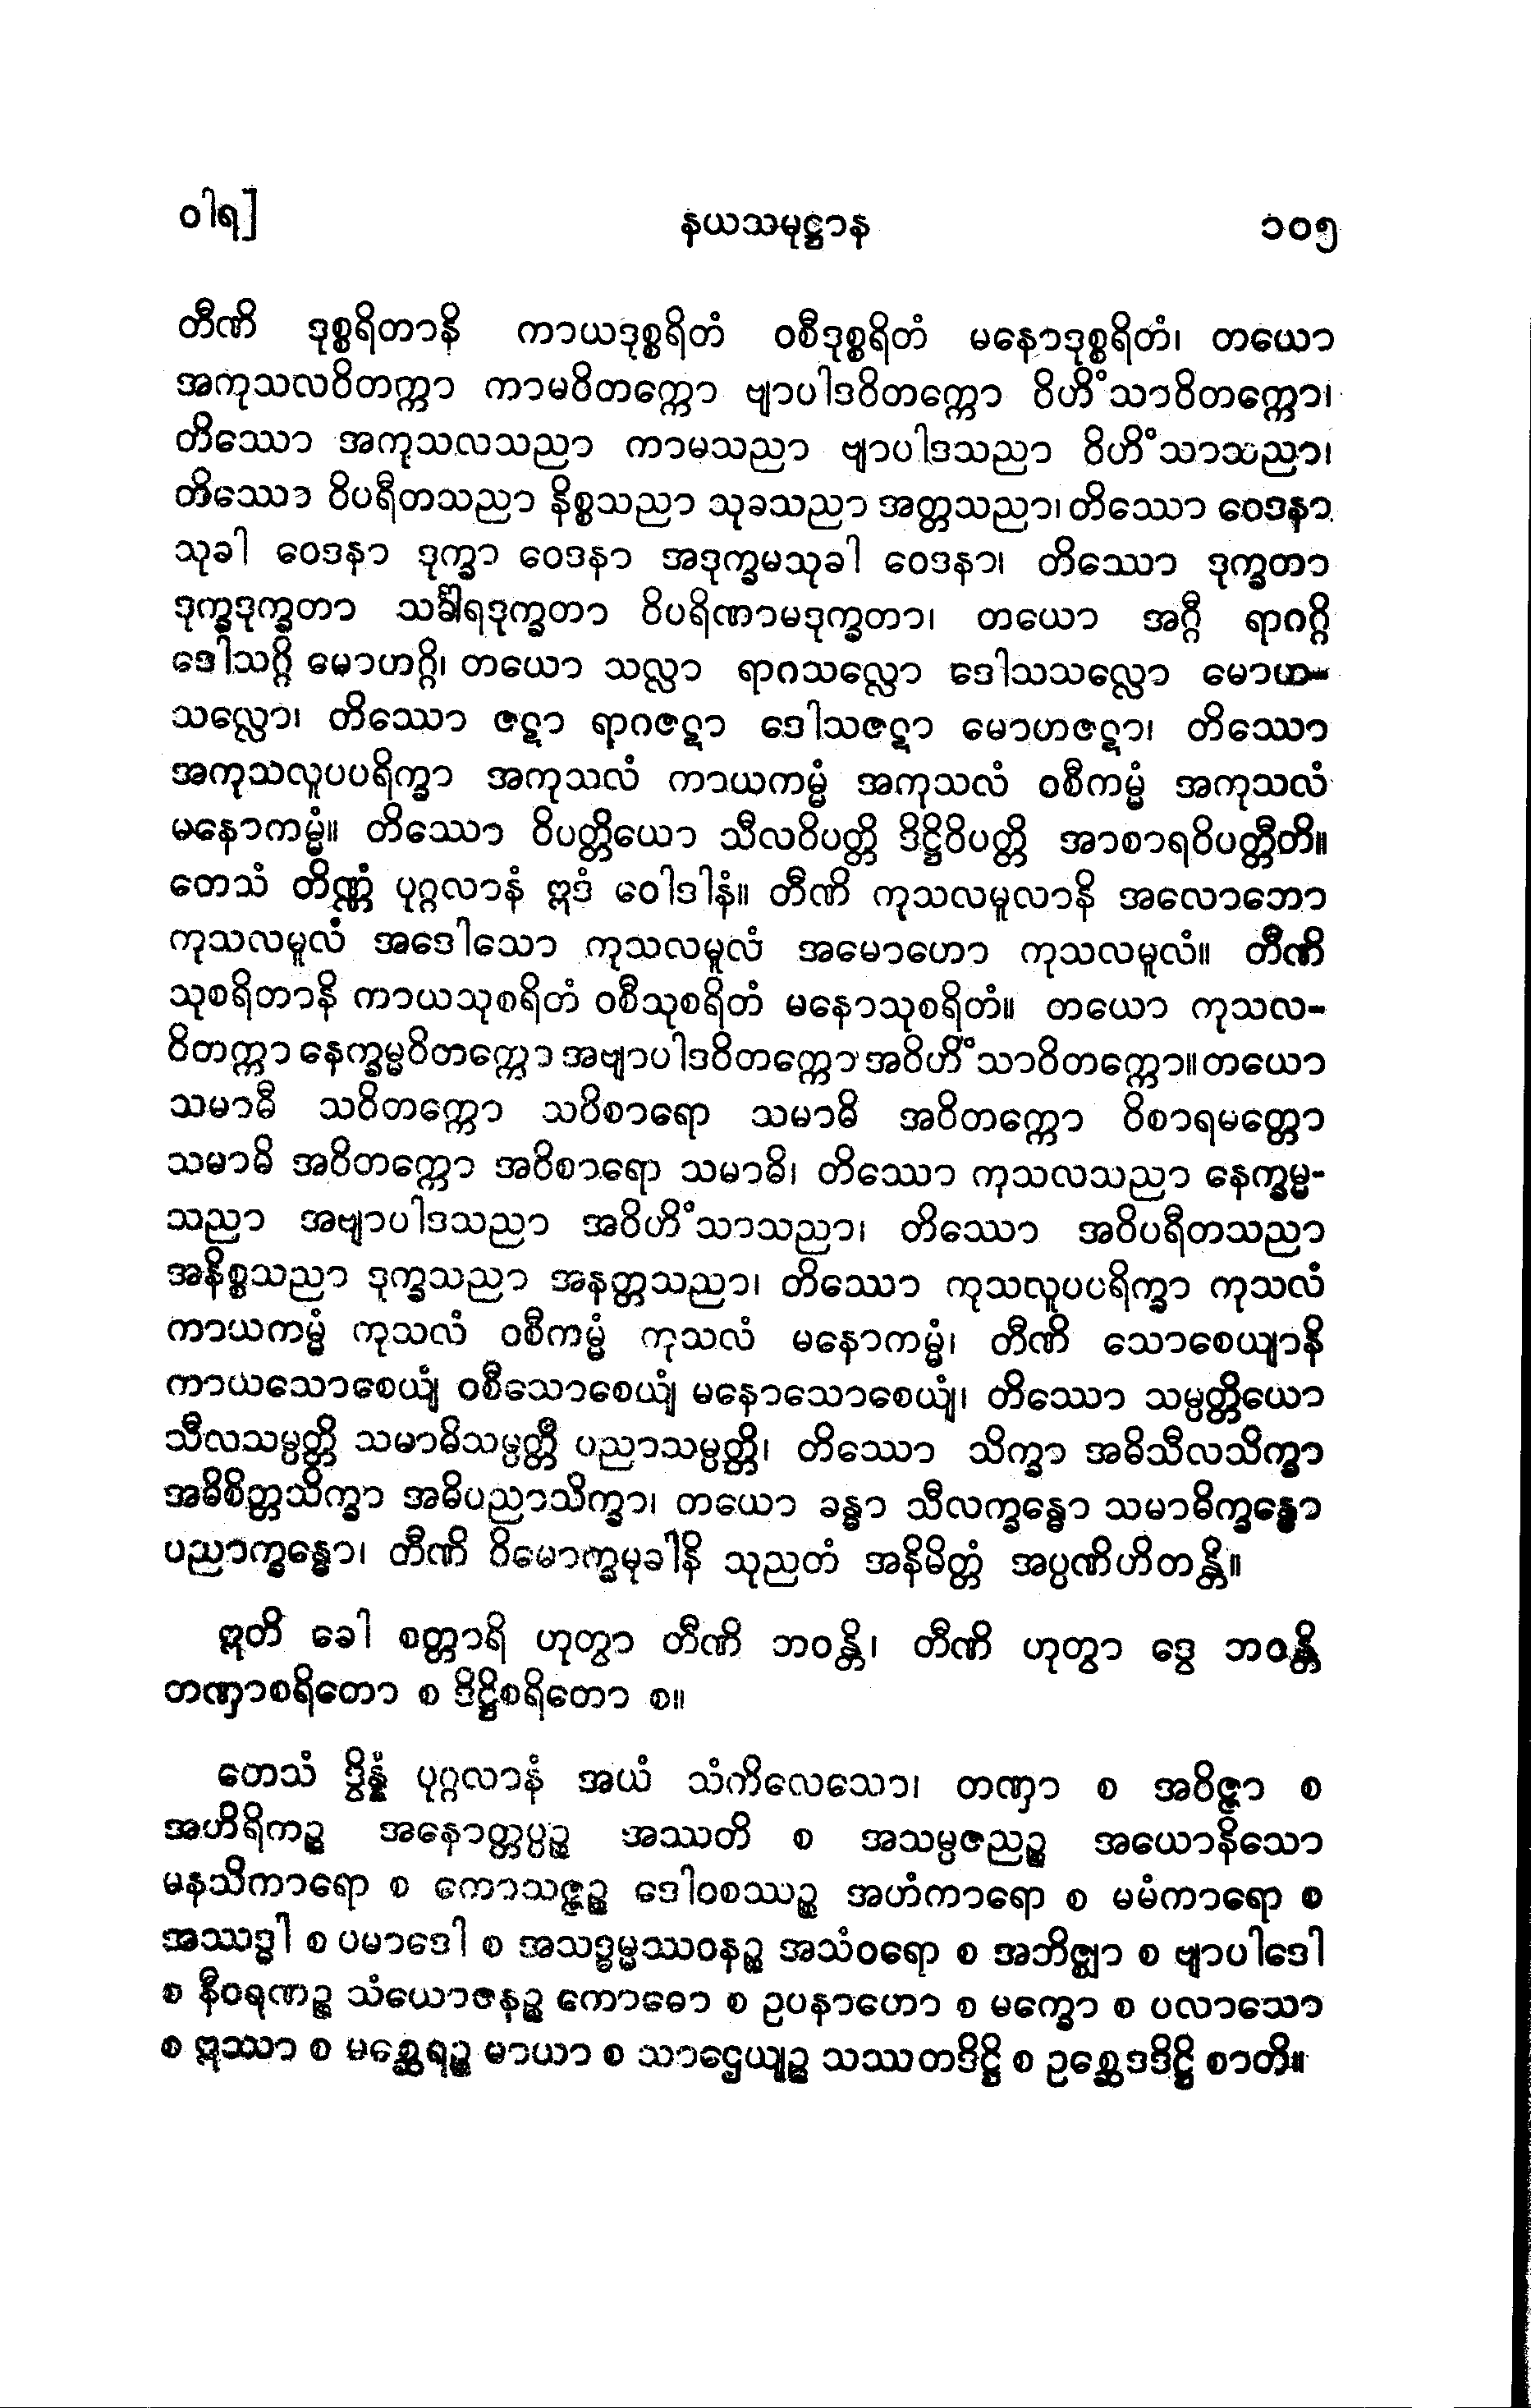 ဝါရ] နယသမုဋ္ဌာန ၁၀၅
တီဏိ ဒုစ္စရိတာနိ ကာယဒုစ္စရိတံ ဝစီဒုစ္စရိတံ မနောဒုစ္စရိတံ၊ တယော
အကုသလဝိတက္ကာ ကာမဝိတက္ကော ဗျာပါဒဝိတက္ကော ဝိဟိံသာဝိတက္ကော၊
တိဿော အကုသလသညာ ကာမသညာ ဗျာပါဒသညာ ဝိဟိံသာသညာ၊
တိဿော ဝိပရီတသညာ နိစ္စသညာ သုခသညာ အတ္တသညာ၊ တိဿော ဝေဒနာ
သုခါ ဝေဒနာ ဒုက္ခာ ဝေဒနာ အဒုက္ခမသုခါ ဝေဒနာ၊ တိဿော ဒုက္ခတာ
ဒုက္ခဒုက္ခတာ သင်္ခါရဒုက္ခတာ ဝိပရိဏာမဒုက္ခတာ၊ တယော အဂ္ဂီ ရာဂဂ္ဂိ
ဒေါသဂ္ဂိ မောဟဂ္ဂိ၊ တယော သလ္လာ ရာဂသလ္လော ဒေါသသလ္လော မောဟ-
သလ္လော၊ တိဿော ဇဋာ ရာဂဇဋာ ဒေါသဇဋာ မောဟဇဋာ၊ တိဿော
အကုသလူပပရိက္ခာ အကုသလံ ကာယကမ္မံ အကုသလံ ဝစီကမ္မံ အကုသလံ
မနောကမ္မံ။ တိဿော ဝိပတ္တိယော သီလဝိပတ္တိ ဒိဋ္ဌိဝိပတ္တိ အာစာရဝိပတ္တီတိ။
တေသံ တိဏ္ဏံ ပုဂ္ဂလာနံ ဣဒံ ဝေါဒါနံ။ တီဏိ ကုသလမူလာနိ အလောဘော
ကုသလမူလံ အဒေါသော ကုသလမူလံ အမောဟော ကုသလမူလံ။ တီဏိ
သုစရိတာနိ ကာယသုစရိတံ ဝစီသုစရိတံ မနောသုစရိတံ။ တယော ကုသလ-
ဝိတက္ကာ နေက္ခမ္မဝိတက္ကော အဗျာပါဒဝိတက္ကော အဝိဟိံသာဝိတက္ကော။ တယော
သမာဓီ သဝိတက္ကော သဝိစာရော သမာဓိ အဝိတက္ကော ဝိစာရမတ္တော
သမာဓိ အဝိတက္ကော အဝိစာရော သမာဓိ၊ တိဿော ကုသလသညာ နေက္ခမ္မ-
သညာ အဗျာပါဒသညာ အဝိဟိံသာသညာ၊ တိဿော အဝိပရီတသညာ
အနိစ္စသညာ ဒုက္ခသညာ အနတ္တသညာ၊ တိဿော ကုသလူပပရိက္ခာ ကုသလံ
ကာယကမ္မံ ကုသလံ ဝစီကမ္မံ ကုသလံ မနောကမ္မံ၊ တီဏိ သောစေယျာနိ
ကာယသောစေယျံ ဝစီသောစေယျံ မနောသောစေယျံ၊ တိဿော သမ္ပတ္တိယော
သီလသမ္ပတ္တိ သမာဓိသမ္ပတ္တိ ပညာသမ္ပတ္တိ၊ တိဿော သိက္ခာ အဓိသီလသိက္ခာ
အဓိစိတ္တသိက္ခာ အဓိပညာသိက္ခာ၊ တယော ခန္ဓာ သီလက္ခန္ဓော သမာဓိက္ခန္ဓော
ပညာက္ခန္ဓော၊ တီဏိ ဝိမောက္ခမုခါနိ သုညတံ အနိမိတ္တံ အပ္ပဏိဟိတန္တိ။
ဣတိ ခေါ စတ္တာရိ ဟုတွာ တီဏိ ဘဝန္တိ၊ တီဏိ ဟုတွာ ဒွေ ဘဝန္တိ
တဏှာစရိတော စ ဒိဋ္ဌိစရိတော စ။
တေသံ ဒွိန္နံ ပုဂ္ဂလာနံ အယံ သံကိလေသော၊ တဏှာ စ အဝိဇ္ဇာ စ
အဟိရိကဉ္စ အနောတ္တပ္ပဉ္စ အဿတိ စ အသမ္ပဇညဉ္စ အယောနိသော
မနသိကာရော စ ကောသဇ္ဇဉ္စ ဒေါဝစဿဉ္စ အဟံကာရော စ မမံကာရော စ
အဿဒ္ဓါ စ ပမာဒေါ စ အသဒ္ဓမ္မဿဝနဉ္စ အသံဝရော စ အဘိဇ္ဈာ စ ဗျာပါဒေါ
စ နီဝရဏဉ္စ သံယောဇနဉ္စ ကောဓော စ ဥပနာဟော စ မက္ခော စ ပလာသော
စ ဣဿာ စ မစ္ဆေရဉ္စ မာယာ စ သာဌေယျဉ္စ သဿတဒိဋ္ဌိ စ ဥစ္ဆေဒဒိဋ္ဌိ စာတိ။